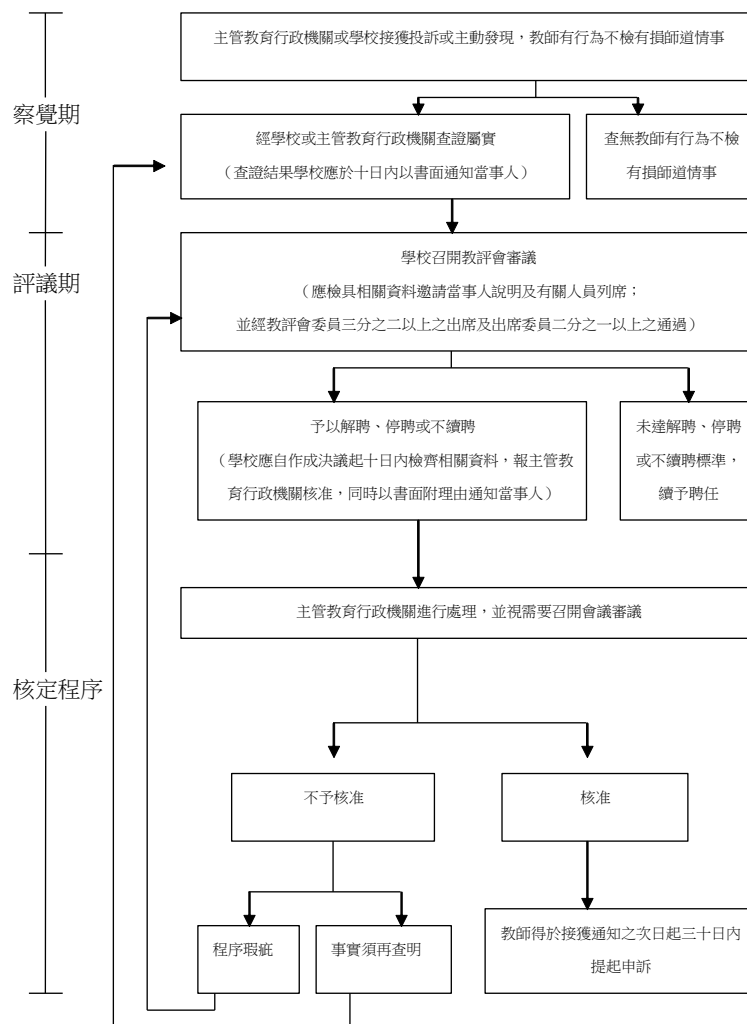 主管教育行政機關或學校接獲投訴或主動發現，教師有行為不檢有損師道情事
察覺期
經學校或主管教育行政機關查證屬實
（查證結果學校應於十日內以書面通知當事人）
查無教師有行為不檢
有損師道情事
評議期
學校召開教評會審議
（應檢具相關資料邀請當事人說明及有關人員列席；
並經教評會委員三分之二以上之出席及出席委員二分之一以上之通過）
予以解聘、停聘或不續聘
（學校應自作成決議起十日內檢齊相關資料，報主管教
育行政機關核准，同時以書面附理由通知當事人）
未達解聘、停聘
或不續聘標準，
續予聘任
主管教育行政機關進行處理，並視需要召開會議審議
核定程序
不予核准
核准
程序瑕疵
事實須再查明
教師得於接獲通知之次日起三十日內
提起申訴